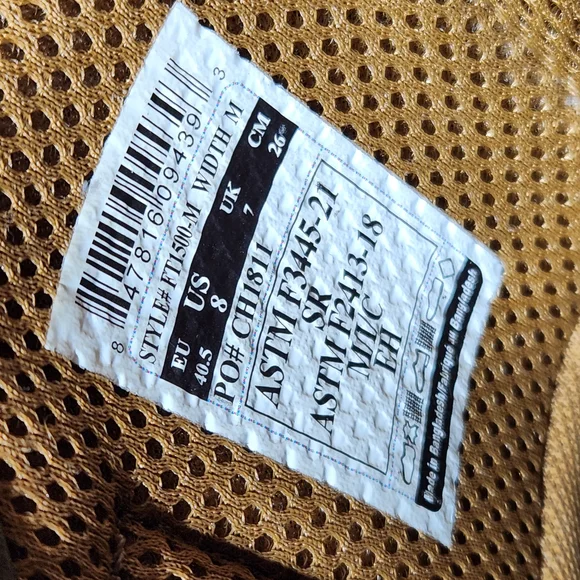 8 47816 09439 3
STYLE# FT1500-M WIDTH M
EU US UK CM
40.5 8 7 26
PO# CH1811
ASTM F3445-21
SR
ASTM F2413-18
M/I/C
EH
Made in Bangladesh/Fabriqué au Bangladesh